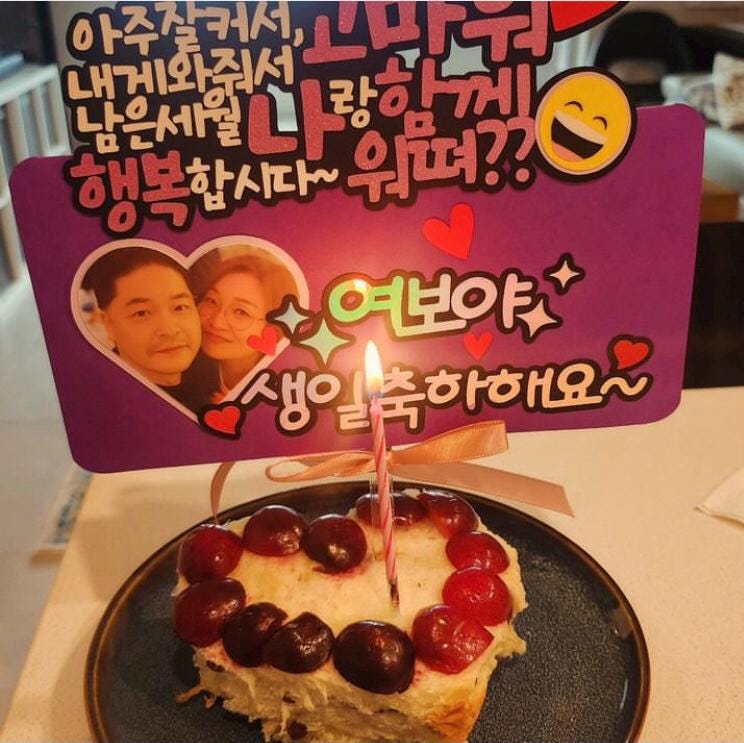 아주잘커서, 고마워
내게와줘서
남은세월 나랑 함께
행복합시다~ 워뗘??
여보야
생일축하해요~